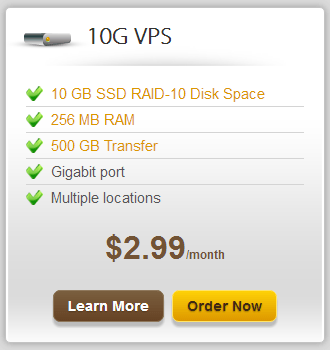 10G VPS
10 GB SSD RAID-10 Disk Space
256 MB RAM
500 GB Transfer
Gigabit port
Multiple locations
$2.99/month
Learn More
Order Now